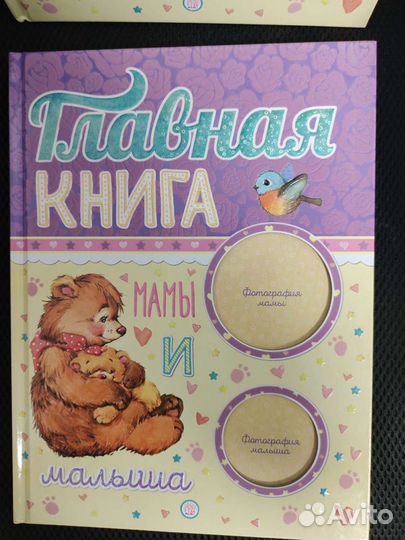 Главная
КНИГА
Фотография
мамы
МАМЫ
И
Фотография
малыша
малыша
Avito